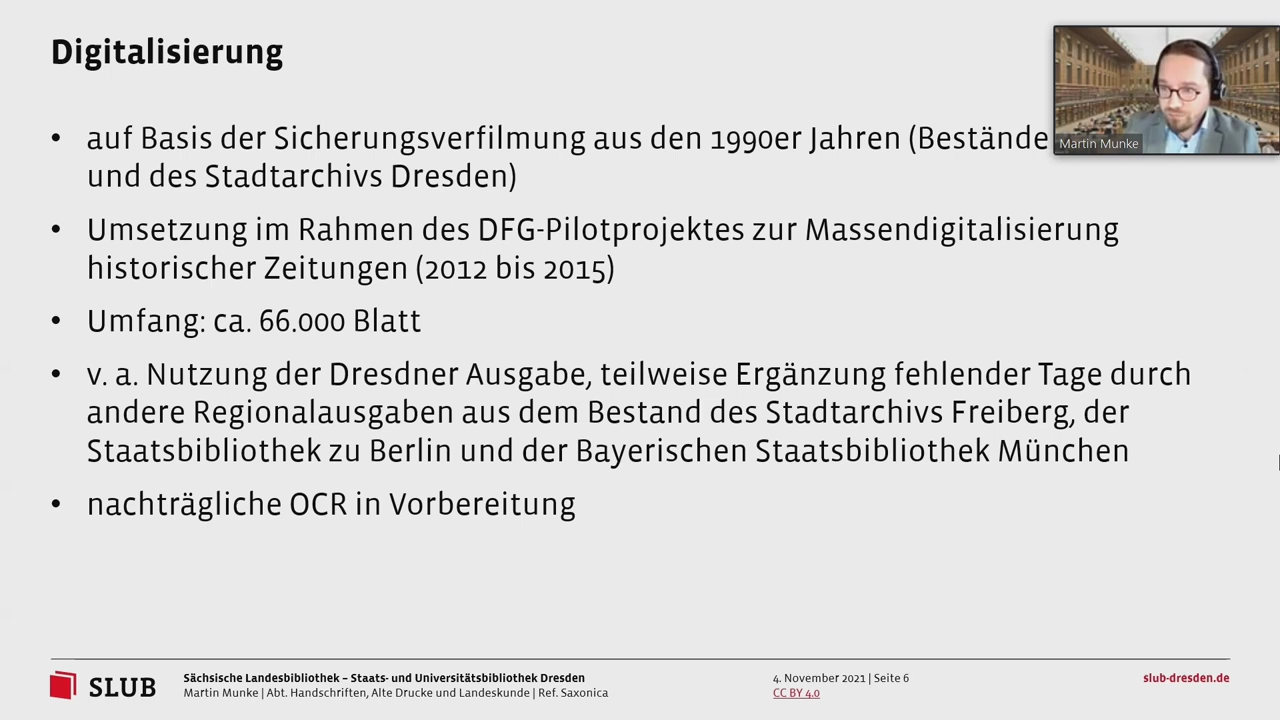 Digitalisierung
Martin Munke
• auf Basis der Sicherungsverfilmung aus den 1990er Jahren (Bestände
und des Stadtarchivs Dresden)
• Umsetzung im Rahmen des DFG-Pilotprojektes zur Massendigitalisierung
historischer Zeitungen (2012 bis 2015)
• Umfang: ca. 66.000 Blatt
• v. a. Nutzung der Dresdner Ausgabe, teilweise Ergänzung fehlender Tage durch
andere Regionalausgaben aus dem Bestand des Stadtarchivs Freiberg, der
Staatsbibliothek zu Berlin und der Bayerischen Staatsbibliothek München
• nachträgliche OCR in Vorbereitung
SLUB
Sächsische Landesbibliothek – Staats- und Universitätsbibliothek Dresden
Martin Munke | Abt. Handschriften, Alte Drucke und Landeskunde | Ref. Saxonica
4. November 2021 | Seite 6
CC BY 4.0
slub-dresden.de